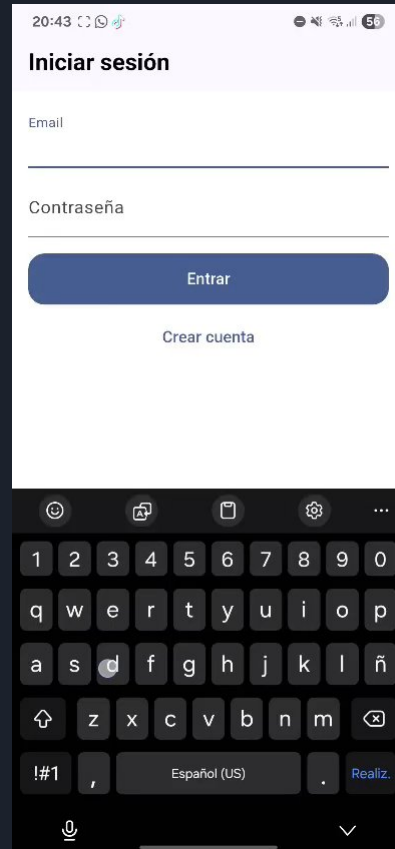 20:43 56
Iniciar sesión
Email
Contraseña
Entrar
Crear cuenta
1 2 3 4 5 6 7 8 9 0
q w e r t y u i o p
a s d f g h j k l ñ
z x c v b n m
!#1 , Español (US) . Realiz.